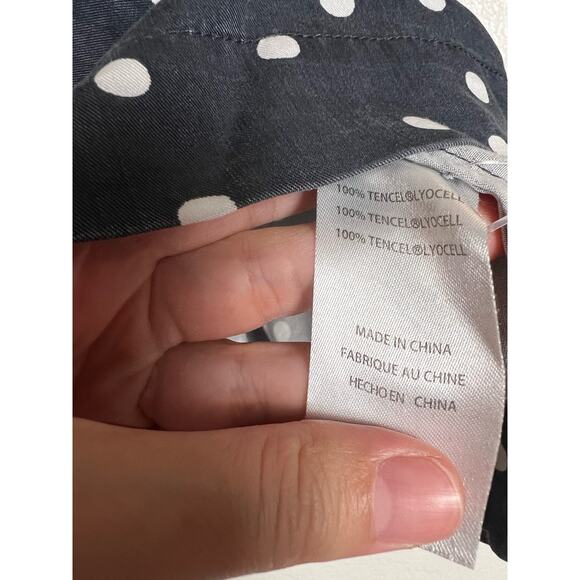 100% TENCEL®LYOCELL
100% TENCEL®LYOCELL
100% TENCEL®LYOCELL
MADE IN CHINA
FABRIQUE AU CHINE
HECHO EN CHINA